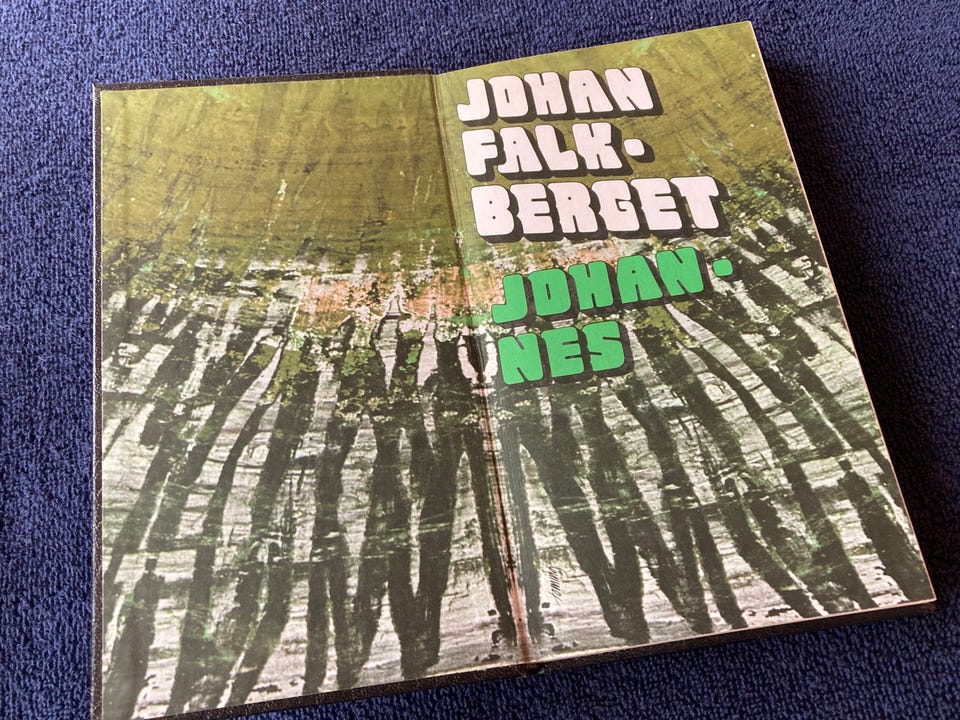 JOHAN
FALK-
BERGET
JOHAN-
NES